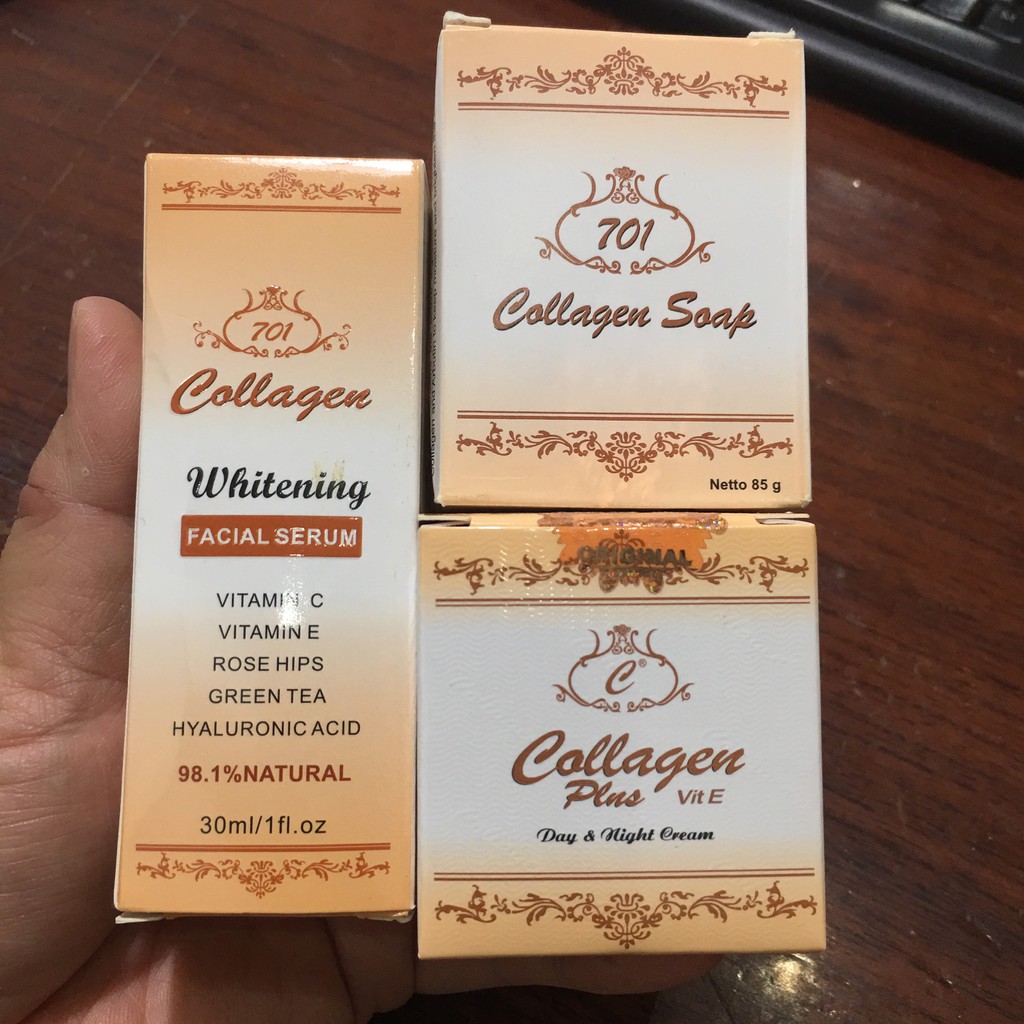 701
Collagen
Whitening
FACIAL SERUM
VITAMIN C
VITAMIN E
ROSE HIPS
GREEN TEA
HYALURONIC ACID
98.1%NATURAL
30ml/1fl.oz
701
Collagen Soap
Netto 85 g
ORIGINAL
C®
Collagen
Plus Vit E
Day & Night Cream